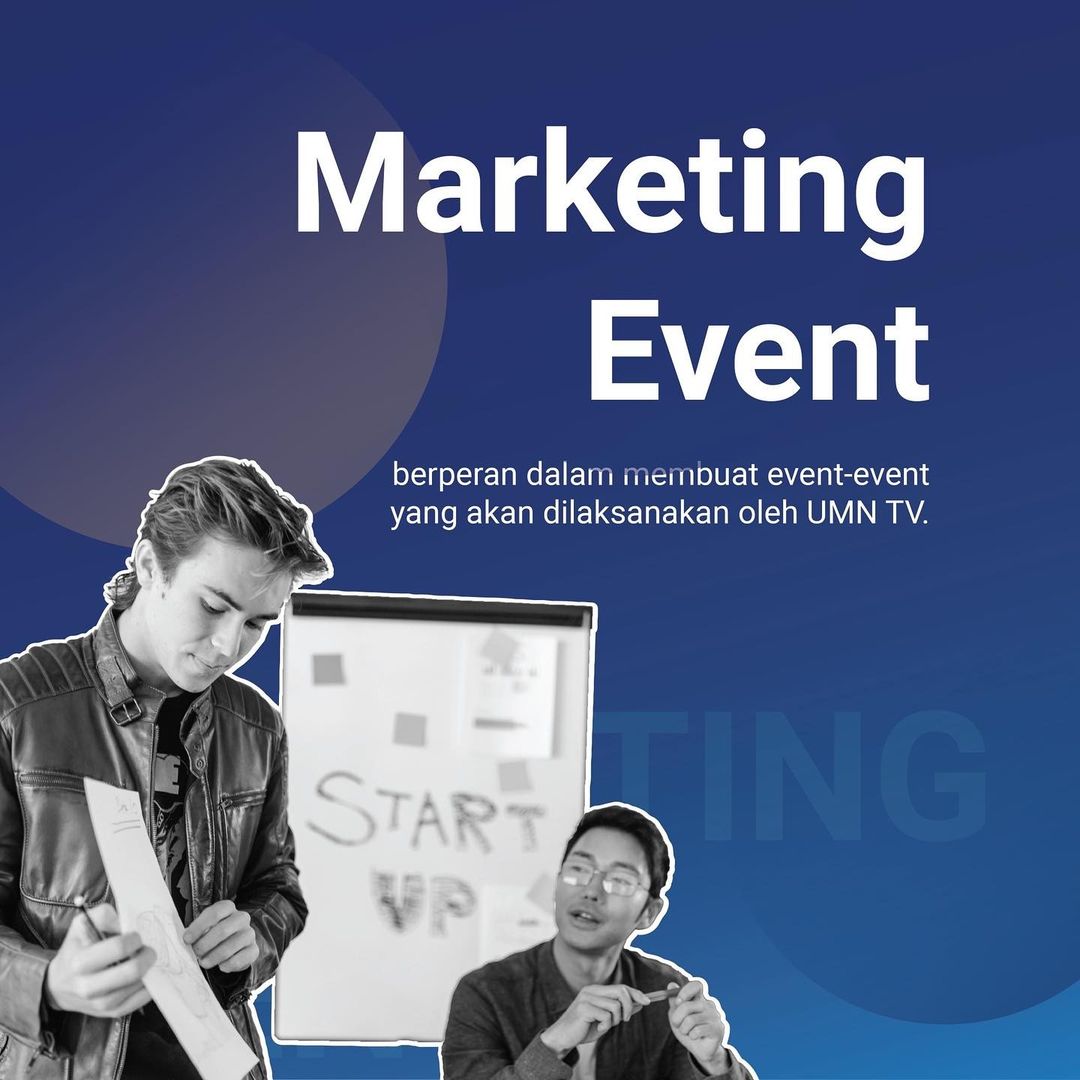 Marketing
Event
berperan dalam membuat event-event
yang akan dilaksanakan oleh UMN TV.
START
UP
TING